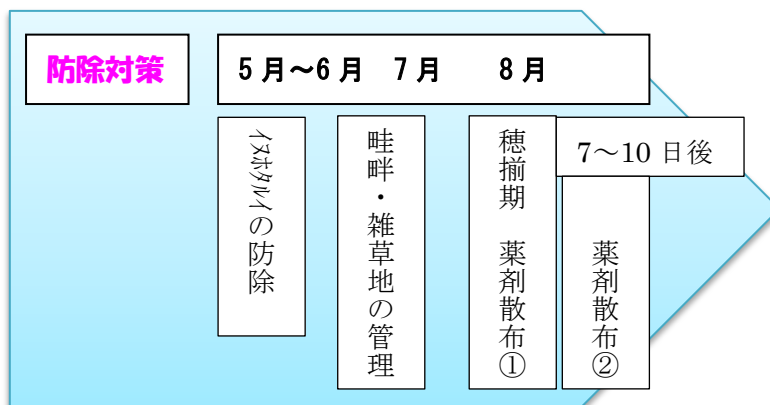 防除対策
5月～6月 7月 8月
イヌホタルイの防除
畦畔・雑草地の管理
穂揃期 薬剤散布①
7～10日後
薬剤散布②